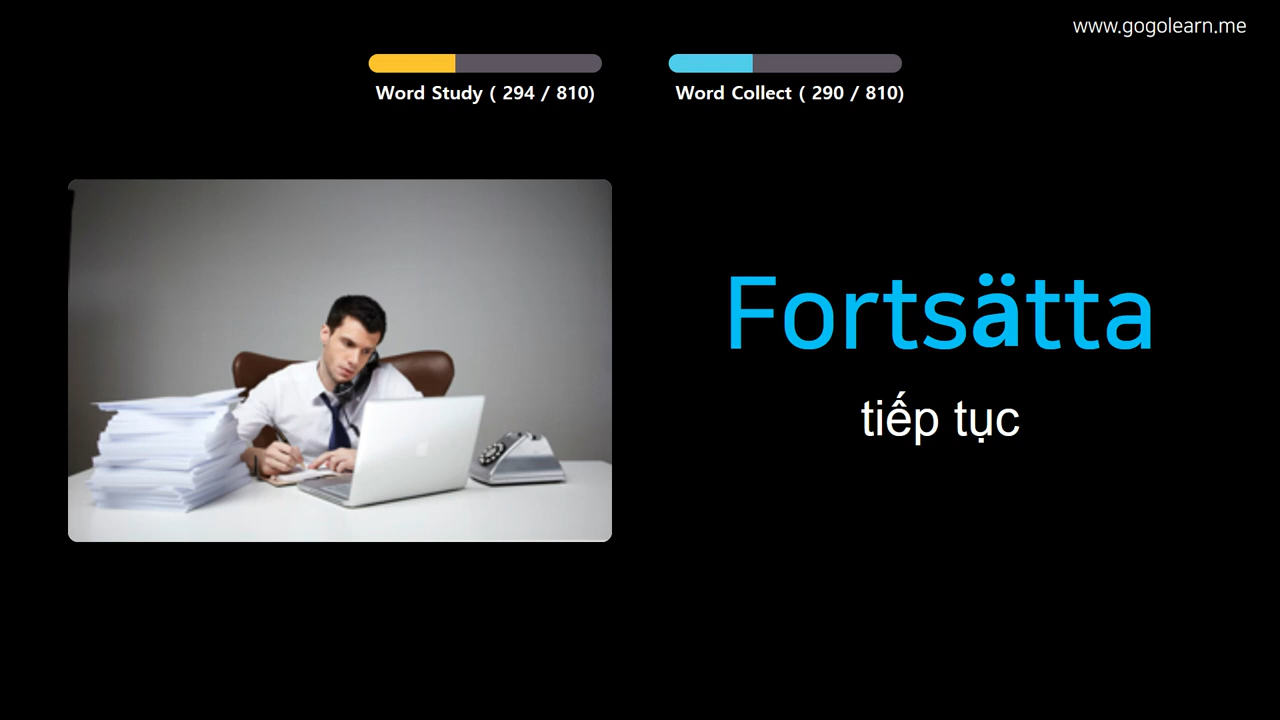 www.gogolearn.me
Word Study ( 294 / 810)
Word Collect ( 290 / 810)
Fortsätta
tiếp tục